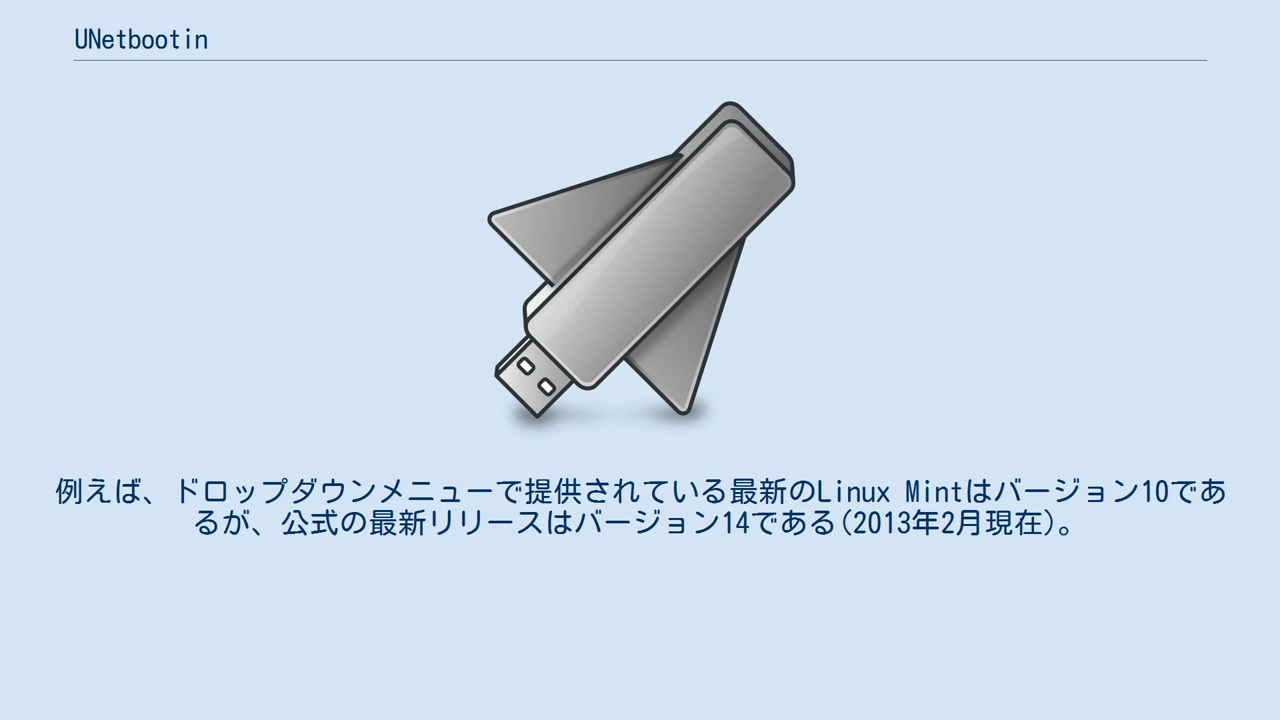 UNetbootin
例えば、ドロップダウンメニューで提供されている最新のLinux Mintはバージョン10であ
るが、公式の最新リリースはバージョン14である(2013年2月現在)。